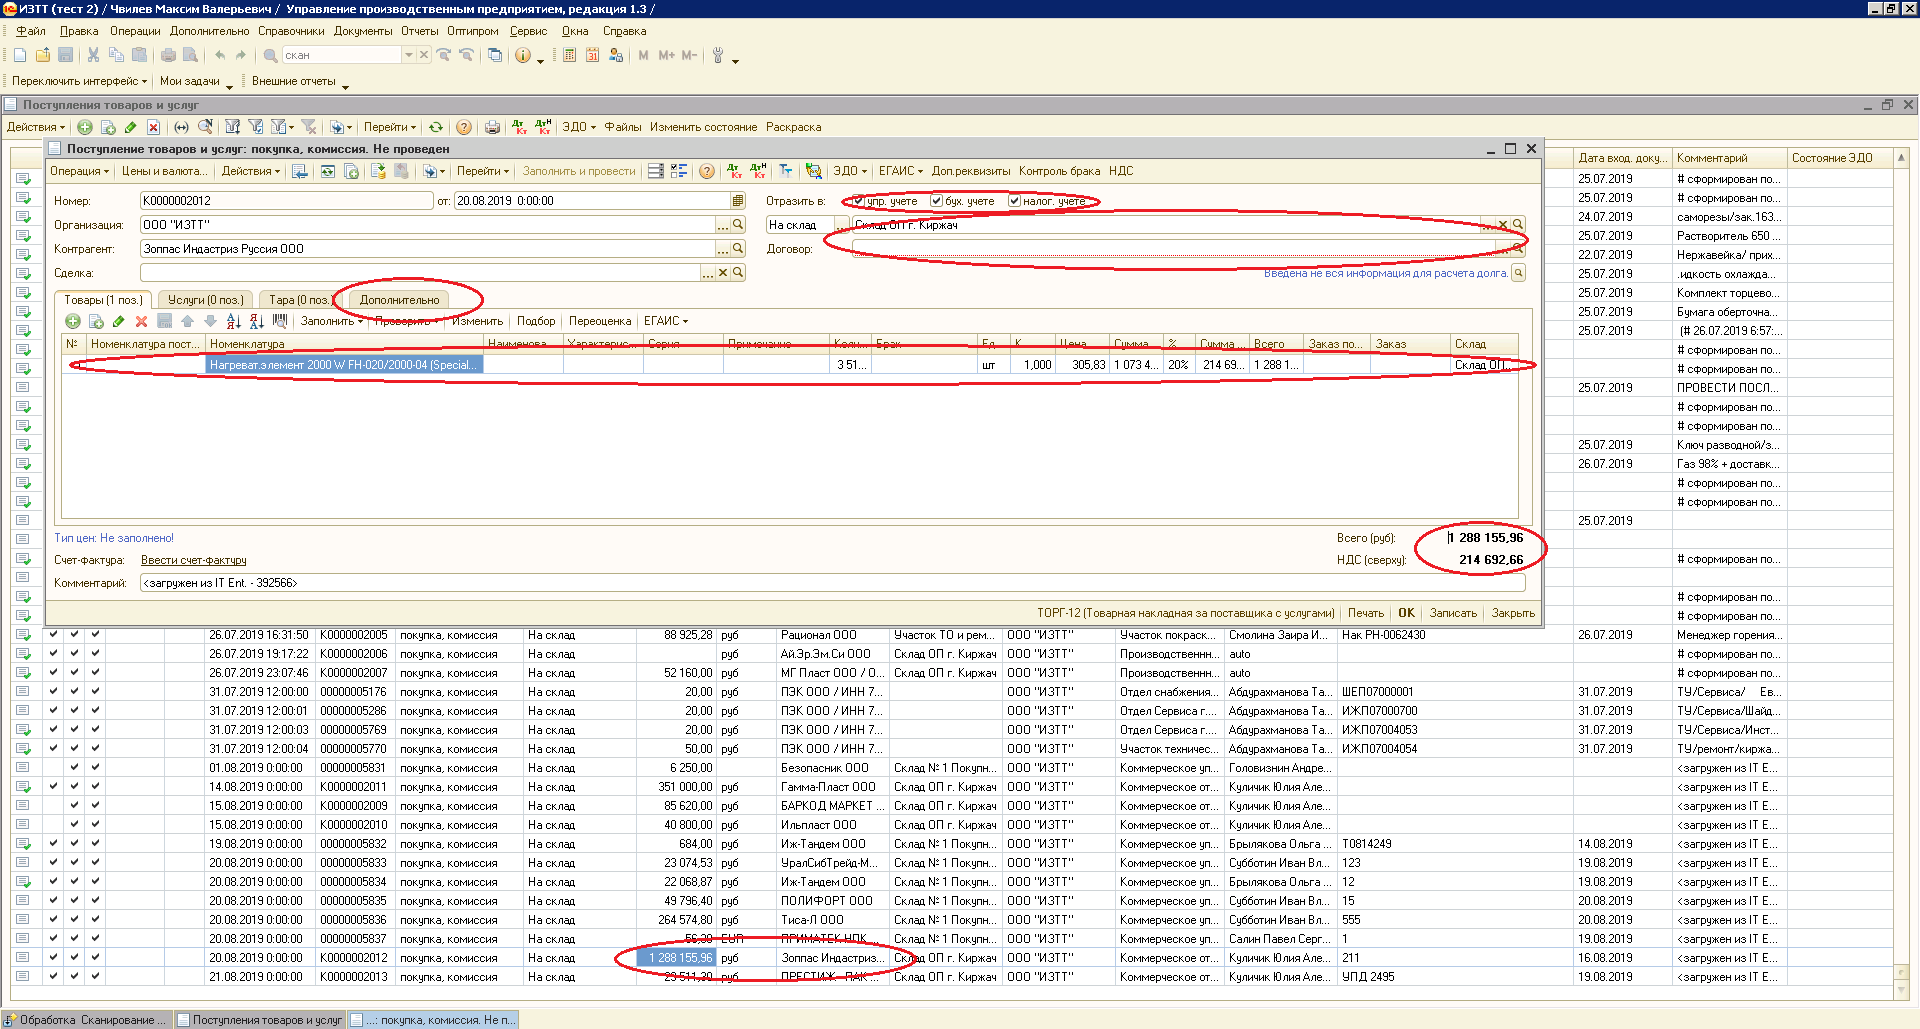 ИЗТТ (тест 2) / Чвилев Максим Валерьевич / Управление производственным предприятием, редакция 1.3 /
Файл Правка Операции Дополнительно Справочники Документы Отчеты Оптипром Сервис Окна Справка
скан M M+ M-
Переключить интерфейс Мои задачи Внешние отчеты
Поступления товаров и услуг
Действия Перейти ЭДО Файлы Изменить состояние Раскраска
Поступление товаров и услуг: покупка, комиссия. Не проведен
Дата вход. доку... Комментарий Состояние ЭДО
Операция Цены и валюта... Действия Перейти Заполнить и провести ЭДО ЕГАИС Доп.реквизиты Контроль брака НДС
25.07.2019 # сформирован по...
Номер: К0000002012 от: 20.08.2019 0:00:00 Отразить в: упр. учете бух. учете налог. учете
25.07.2019 # сформирован по...
24.07.2019 саморезы/зак.163...
Организация: ООО "ИЗТТ" На склад Склад ОП г. Киржач
25.07.2019 Растворитель 650 ...
Контрагент: Зоппас Индастриз Руссия ООО Договор:
22.07.2019 Нержавейка/ прих...
Сделка: Введена не вся информация для расчета долга.
25.07.2019 .идкость охлажда...
25.07.2019 Комплект торцево...
Товары (1 поз.) Услуги (0 поз.) Тара (0 поз.) Дополнительно
25.07.2019 Бумага оберточна...
Заполнить Проверить Изменить Подбор Переоценка ЕГАИС
25.07.2019 (# 26.07.2019 6:57:...
№ Номенклатура пост... Номенклатура Наименова... Характерис... Серия Примечание Коли... Брак Ед. К. Цена Сумма % Сумма ... Всего Заказ по... Заказ Склад
# сформирован по...
Нагреват.элемент 2000 W FH-020/2000-04 (Special... 3 51... шт 1,000 305,83 1 073 4... 20% 214 69... 1 288 1... Склад ОП...
# сформирован по...
25.07.2019 ПРОВЕСТИ ПОСЛ...
# сформирован по...
# сформирован по...
25.07.2019 Ключ разводной/з...
26.07.2019 Газ 98% + доставк...
# сформирован по...
# сформирован по...
25.07.2019
Тип цен: Не заполнено! Всего (руб): 1 288 155,96
Счет-фактура: Ввести счет-фактуру НДС (сверху): 214 692,66
# сформирован по...
Комментарий: <загружен из IT Ent. - 392566>
# сформирован по...
ТОРГ-12 (Товарная накладная за поставщика с услугами) Печать OK Записать Закрыть
# сформирован по...
26.07.2019 16:31:50 К0000002005 покупка, комиссия На склад 88 925,28 руб Рационал ООО Участок ТО и рем... ООО "ИЗТТ" Участок покраск... Смолина Заира И... Нак РН-0062430 26.07.2019 Менеджер горения...
26.07.2019 19:17:22 К0000002006 покупка, комиссия На склад руб Ай.Эр.Эм.Си ООО Склад ОП г. Киржач ООО "ИЗТТ" Производственнн... auto # сформирован по...
26.07.2019 23:07:46 К0000002007 покупка, комиссия На склад 52 160,00 руб МГ Пласт ООО / О... Склад ОП г. Киржач ООО "ИЗТТ" Производственнн... auto # сформирован по...
31.07.2019 12:00:00 00000005176 покупка, комиссия На склад 20,00 руб ПЭК ООО / ИНН 7... ООО "ИЗТТ" Отдел снабжения... Абдурахманова Та... ШЕП07000001 31.07.2019 ТУ/Сервиса/ Ев...
31.07.2019 12:00:01 00000005286 покупка, комиссия На склад 20,00 руб ПЭК ООО / ИНН 7... ООО "ИЗТТ" Отдел Сервиса г.... Абдурахманова Та... ИЖП07000700 31.07.2019 ТУ/Сервиса/Шайд...
31.07.2019 12:00:03 00000005769 покупка, комиссия На склад 20,00 руб ПЭК ООО / ИНН 7... ООО "ИЗТТ" Отдел Сервиса г.... Абдурахманова Та... ИЖП07004053 31.07.2019 ТУ/Сервиса/Инст...
31.07.2019 12:00:04 00000005770 покупка, комиссия На склад 50,00 руб ПЭК ООО / ИНН 7... ООО "ИЗТТ" Участок техничес... Абдурахманова Та... ИЖП07004054 31.07.2019 ТУ/ремонт/киржа...
01.08.2019 0:00:00 00000005831 покупка, комиссия На склад 6 250,00 Безопасник ООО Склад № 1 Покупн... ООО "ИЗТТ" Коммерческое уп... Головизнин Андре... <загружен из IT E...
14.08.2019 0:00:00 К0000002011 покупка, комиссия На склад 351 000,00 руб Гамма-Пласт ООО Склад ОП г. Киржач ООО "ИЗТТ" Коммерческое от... Куличик Юлия Але... <загружен из IT E...
15.08.2019 0:00:00 К0000002009 покупка, комиссия На склад 85 620,00 руб БАРКОД МАРКЕТ ... Склад ОП г. Киржач ООО "ИЗТТ" Коммерческое от... Куличик Юлия Але... <загружен из IT E...
15.08.2019 0:00:00 К0000002010 покупка, комиссия На склад 40 800,00 руб Ильпласт ООО Склад ОП г. Киржач ООО "ИЗТТ" Коммерческое от... Куличик Юлия Але... <загружен из IT E...
19.08.2019 0:00:00 00000005832 покупка, комиссия На склад 684,00 руб Иж-Тандем ООО Склад № 1 Покупн... ООО "ИЗТТ" Коммерческое уп... Брылякова Ольга ... Т0814249 14.08.2019 <загружен из IT E...
20.08.2019 0:00:00 00000005833 покупка, комиссия На склад 23 074,53 руб УралСибТрейд-М... Склад № 1 Покупн... ООО "ИЗТТ" Коммерческое уп... Субботин Иван Вл... 123 19.08.2019 <загружен из IT E...
20.08.2019 0:00:00 00000005834 покупка, комиссия На склад 22 068,87 руб Иж-Тандем ООО Склад № 1 Покупн... ООО "ИЗТТ" Коммерческое уп... Брылякова Ольга ... 12 19.08.2019 <загружен из IT E...
20.08.2019 0:00:00 00000005835 покупка, комиссия На склад 49 796,40 руб ПОЛИФОРТ ООО Склад № 1 Покупн... ООО "ИЗТТ" Коммерческое уп... Субботин Иван Вл... 15 20.08.2019 <загружен из IT E...
20.08.2019 0:00:00 00000005836 покупка, комиссия На склад 264 574,80 руб Тиса-Л ООО Склад № 1 Покупн... ООО "ИЗТТ" Коммерческое уп... Субботин Иван Вл... 555 20.08.2019 <загружен из IT E...
20.08.2019 0:00:00 00000005837 покупка, комиссия На склад 56,30 EUR ПРИМАТЕК НПК ... Склад № 1 Покупн... ООО "ИЗТТ" Коммерческое уп... Салин Павел Серг... 1 19.08.2019 <загружен из IT E...
20.08.2019 0:00:00 К0000002012 покупка, комиссия На склад 1 288 155,96 руб Зоппас Индастриз... Склад ОП г. Киржач ООО "ИЗТТ" Коммерческое от... Куличик Юлия Але... 211 16.08.2019 <загружен из IT E...
21.08.2019 0:00:00 К0000002013 покупка, комиссия На склад 29 511,30 руб ПРЕСТИЖ - ПАК ... Склад ОП г. Киржач ООО "ИЗТТ" Коммерческое от... Куличик Юлия Але... УПД 2495 19.08.2019 <загружен из IT E...
Обработка Сканирование ... Поступления товаров и услуг ...: покупка, комиссия. Не п...